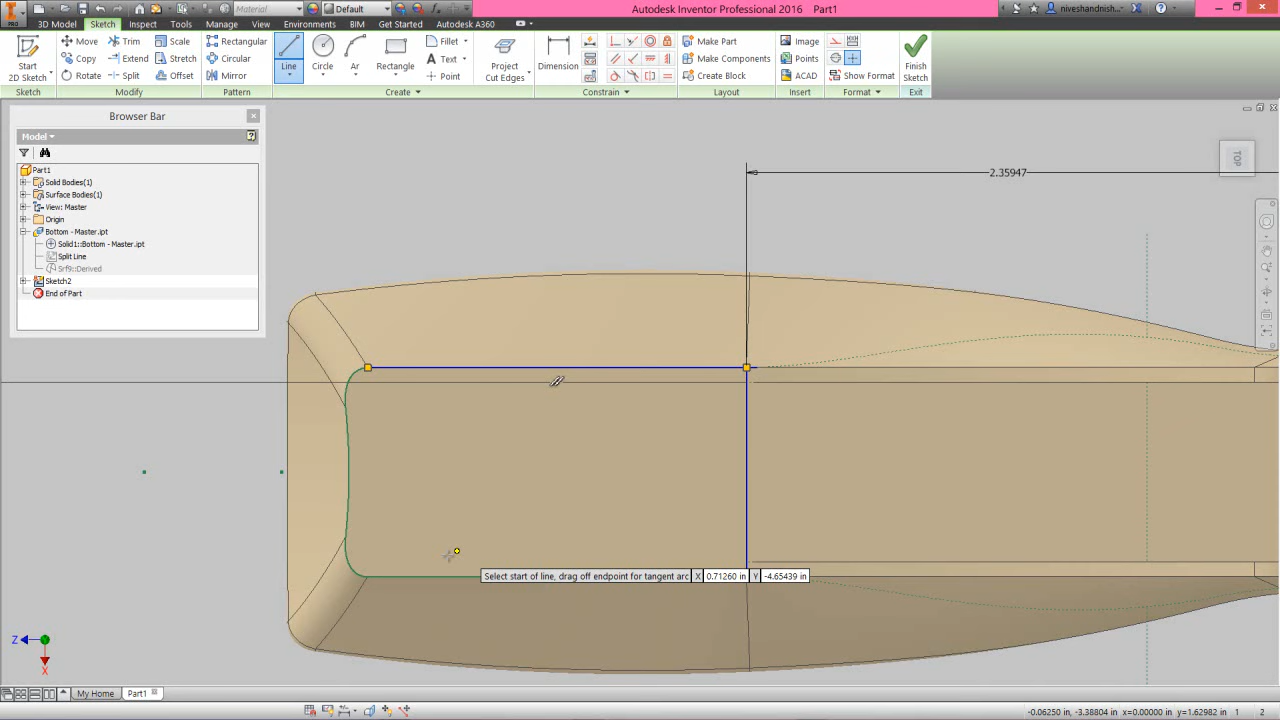 Material
Default
Autodesk Inventor Professional 2016 Part1
niveshandrish...
PRO
3D Model
Sketch
Inspect
Tools
Manage
View
Environments
BIM
Get Started
Autodesk A360
Start
2D Sketch
Move
Trim
Scale
Copy
Extend
Stretch
Rotate
Split
Offset
Rectangular
Circular
Mirror
Line
Circle
Arc
Rectangle
Fillet
Text
Point
Project
Cut Edges
Dimension
Make Part
Make Components
Create Block
Image
Points
ACAD
Show Format
Finish
Sketch
Sketch
Modify
Pattern
Create
Constrain
Layout
Insert
Format
Exit
Browser Bar
Model
Part1
Solid Bodies(1)
Surface Bodies(1)
View: Master
Origin
Bottom - Master.ipt
Solid1::Bottom - Master.ipt
Split Line
Srf9::Derived
Sketch2
End of Part
TOP
2.35947
Select start of line, drag off endpoint for tangent arc X 0.71260 in Y -4.65439 in
Z
X
My Home
Part1
-0.06250 in, -3.38804 in x=0.00000 in y=1.62982 in 1 2